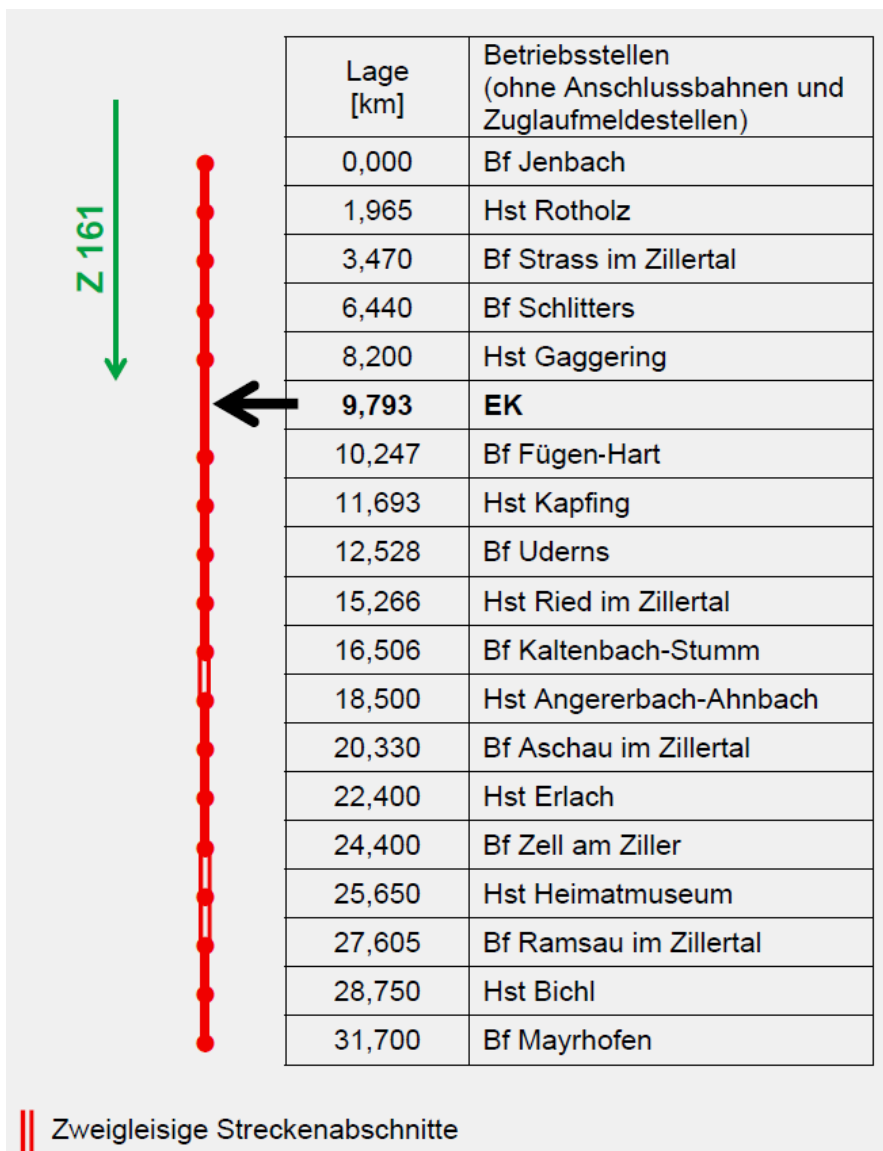 Lage
[km]
Betriebsstellen
(ohne Anschlussbahnen und
Zuglaufmeldestellen)
Z 161
0,000 Bf Jenbach
1,965 Hst Rotholz
3,470 Bf Strass im Zillertal
6,440 Bf Schlitters
8,200 Hst Gaggering
9,793 EK
10,247 Bf Fügen-Hart
11,693 Hst Kapfing
12,528 Bf Uderns
15,266 Hst Ried im Zillertal
16,506 Bf Kaltenbach-Stumm
18,500 Hst Angererbach-Ahnbach
20,330 Bf Aschau im Zillertal
22,400 Hst Erlach
24,400 Bf Zell am Ziller
25,650 Hst Heimatmuseum
27,605 Bf Ramsau im Zillertal
28,750 Hst Bichl
31,700 Bf Mayrhofen
Zweigleisige Streckenabschnitte